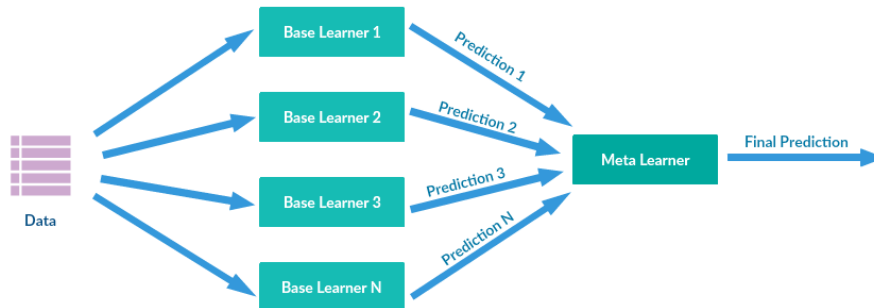 Base Learner 1
Prediction 1
Base Learner 2
Prediction 2
Data
Meta Learner
Final Prediction
Base Learner 3
Prediction 3
Base Learner N
Prediction N